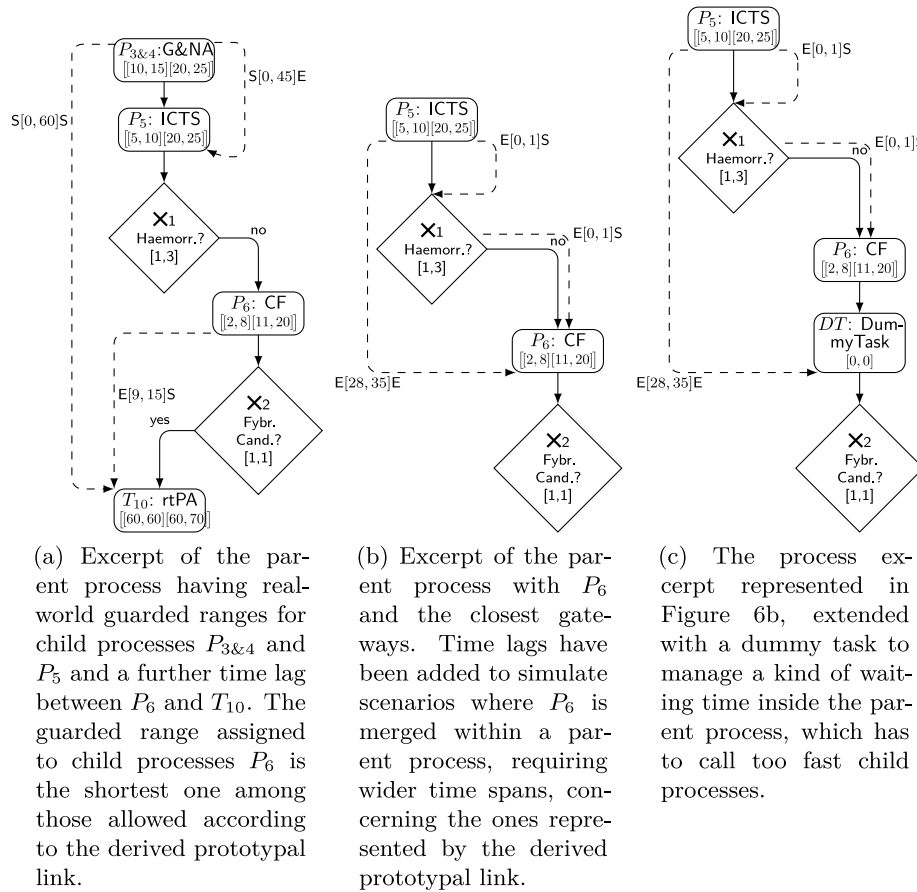 P3&4:G&NA
[[10, 15][20, 25]]
S[0, 45]E
S[0, 60]S
P5: ICTS
[[5, 10][20, 25]]
✕1
Haemorr.?
[1,3]
no
P6: CF
[[2, 8][11, 20]]
E[9, 15]S
✕2
Fybr.
Cand.?
[1,1]
yes
T10: rtPA
[[60, 60][60, 70]]
(a) Excerpt of the par-
ent process having real-
world guarded ranges for
child processes P3&4 and
P5 and a further time lag
between P6 and T10. The
guarded range assigned
to child processes P6 is
the shortest one among
those allowed according
to the derived prototypal
link.
P5: ICTS
[[5, 10][20, 25]]
E[0, 1]S
✕1
Haemorr.?
[1,3]
no
E[0, 1]S
P6: CF
[[2, 8][11, 20]]
E[28, 35]E
✕2
Fybr.
Cand.?
[1,1]
(b) Excerpt of the par-
ent process with P6
and the closest gate-
ways. Time lags have
been added to simulate
scenarios where P6 is
merged within a par-
ent process, requiring
wider time spans, con-
cerning the ones repre-
sented by the derived
prototypal link.
P5: ICTS
[[5, 10][20, 25]]
E[0, 1]S
✕1
Haemorr.?
[1,3]
no
E[0, 1]
P6: CF
[[2, 8][11, 20]]
DT: Dum-
myTask
[0, 0]
E[28, 35]E
✕2
Fybr.
Cand.?
[1,1]
(c) The process ex-
cerpt represented in
Figure 6b, extended
with a dummy task to
manage a kind of wait-
ing time inside the par-
ent process, which has
to call too fast child
processes.